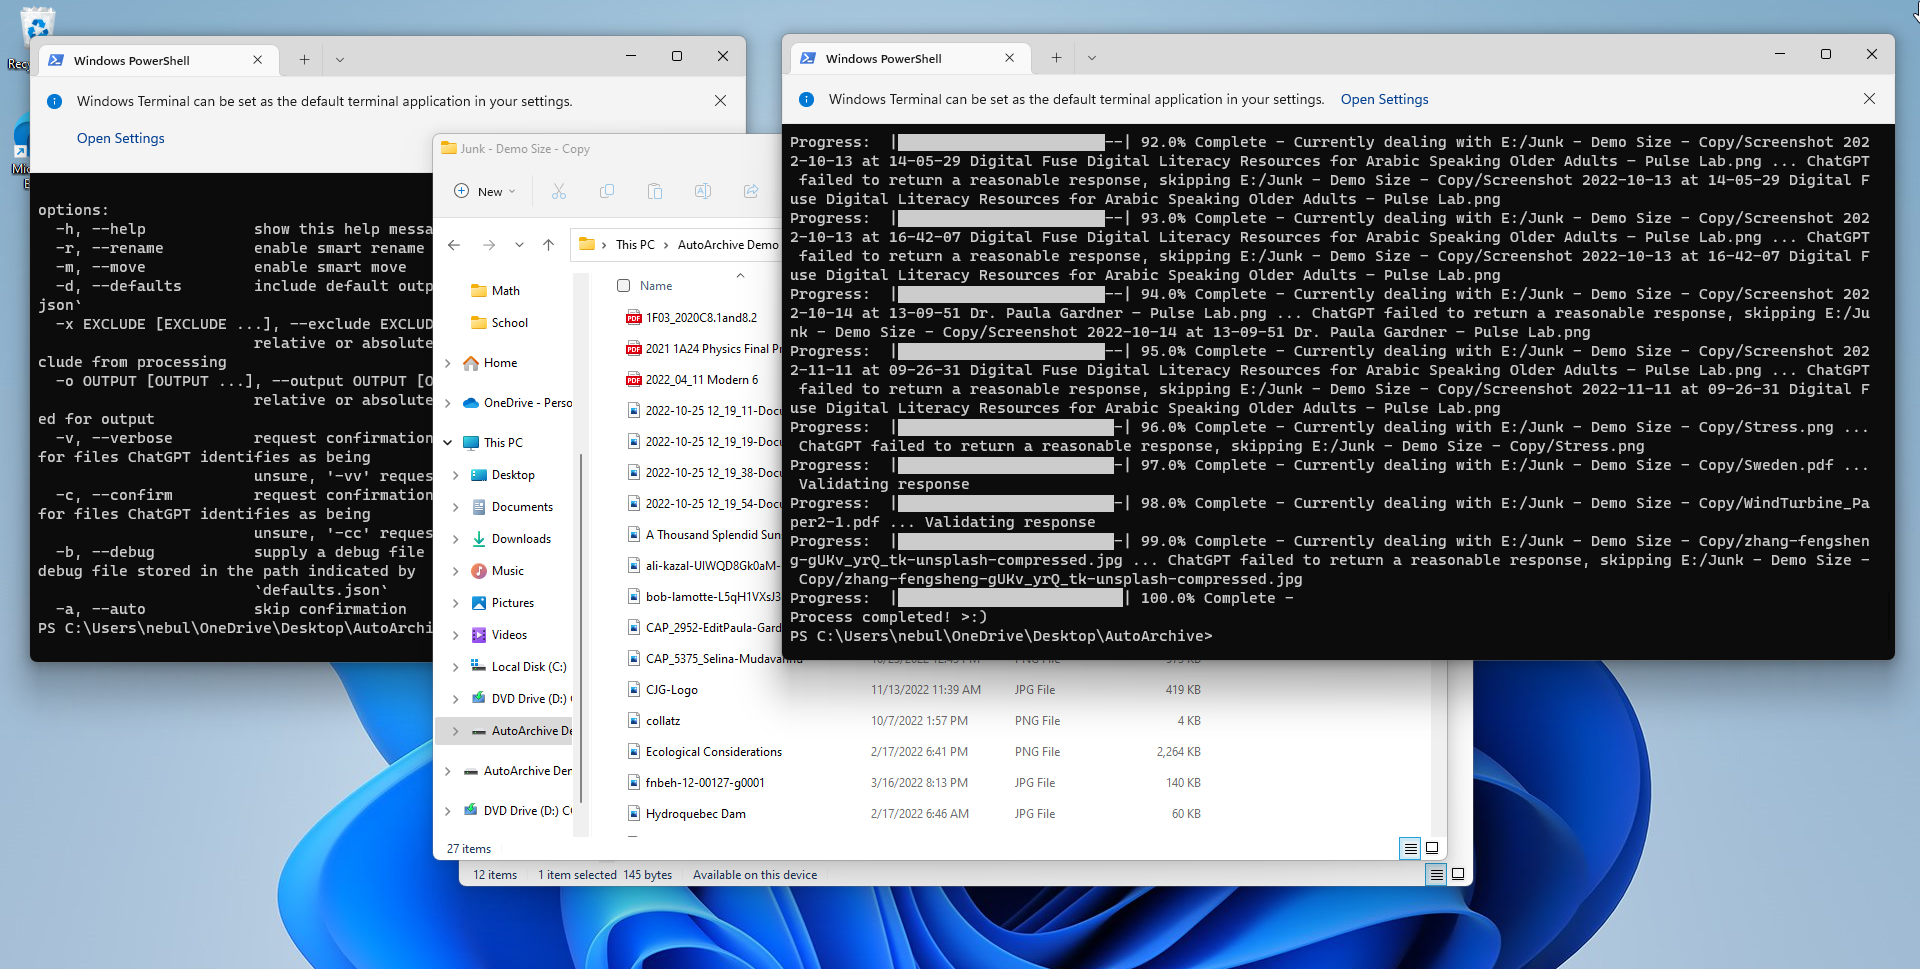 Windows PowerShell
Windows Terminal can be set as the default terminal application in your settings.
Open Settings
options:
-h, --help show this help messa
-r, --rename enable smart rename
-m, --move enable smart move
-d, --defaults include default outp
json`
-x EXCLUDE [EXCLUDE ...], --exclude EXCLUD
relative or absolute
clude from processing
-o OUTPUT [OUTPUT ...], --output OUTPUT [O
relative or absolute
ed for output
-v, --verbose request confirmation
for files ChatGPT identifies as being
unsure, '-vv' reques
-c, --confirm request confirmation
for files ChatGPT identifies as being
unsure, '-cc' reques
-b, --debug supply a debug file
debug file stored in the path indicated by
`defaults.json`
-a, --auto skip confirmation
PS C:\Users\nebul\OneDrive\Desktop\AutoArchi
Junk - Demo Size - Copy
New
This PC > AutoArchive Demo
Math
School
Home
OneDrive - Perso
This PC
Desktop
Documents
Downloads
Music
Pictures
Videos
Local Disk (C:)
DVD Drive (D:) 
AutoArchive De
AutoArchive Der
DVD Drive (D:) C
Name
1F03_2020C8.1and8.2
2021 1A24 Physics Final Pr
2022_04_11 Modern 6
2022-10-25 12_19_11-Docu
2022-10-25 12_19_19-Docu
2022-10-25 12_19_38-Docu
2022-10-25 12_19_54-Docu
A Thousand Splendid Sun
ali-kazal-UlWQD8Gk0aM-
bob-lamotte-L5qH1VXsJ3
CAP_2952-EditPaula-Gard
CAP_5375_Selina-Mudavanhu
CJG-Logo 11/13/2022 11:39 AM JPG File 419 KB
collatz 10/7/2022 1:57 PM PNG File 4 KB
Ecological Considerations 2/17/2022 6:41 PM PNG File 2,264 KB
fnbeh-12-00127-g0001 3/16/2022 8:13 PM JPG File 140 KB
Hydroquebec Dam 2/17/2022 6:46 AM JPG File 60 KB
27 items
12 items 1 item selected 145 bytes Available on this device
Windows PowerShell
Windows Terminal can be set as the default terminal application in your settings. Open Settings
Progress: | --| 92.0% Complete - Currently dealing with E:/Junk - Demo Size - Copy/Screenshot 202
2-10-13 at 14-05-29 Digital Fuse Digital Literacy Resources for Arabic Speaking Older Adults - Pulse Lab.png ... ChatGPT
failed to return a reasonable response, skipping E:/Junk - Demo Size - Copy/Screenshot 2022-10-13 at 14-05-29 Digital F
use Digital Literacy Resources for Arabic Speaking Older Adults - Pulse Lab.png
Progress: | --| 93.0% Complete - Currently dealing with E:/Junk - Demo Size - Copy/Screenshot 202
2-10-13 at 16-42-07 Digital Fuse Digital Literacy Resources for Arabic Speaking Older Adults - Pulse Lab.png ... ChatGPT
failed to return a reasonable response, skipping E:/Junk - Demo Size - Copy/Screenshot 2022-10-13 at 16-42-07 Digital F
use Digital Literacy Resources for Arabic Speaking Older Adults - Pulse Lab.png
Progress: | --| 94.0% Complete - Currently dealing with E:/Junk - Demo Size - Copy/Screenshot 202
2-10-14 at 13-09-51 Dr. Paula Gardner - Pulse Lab.png ... ChatGPT failed to return a reasonable response, skipping E:/Ju
nk - Demo Size - Copy/Screenshot 2022-10-14 at 13-09-51 Dr. Paula Gardner - Pulse Lab.png
Progress: | --| 95.0% Complete - Currently dealing with E:/Junk - Demo Size - Copy/Screenshot 202
2-11-11 at 09-26-31 Digital Fuse Digital Literacy Resources for Arabic Speaking Older Adults - Pulse Lab.png ... ChatGPT
failed to return a reasonable response, skipping E:/Junk - Demo Size - Copy/Screenshot 2022-11-11 at 09-26-31 Digital F
use Digital Literacy Resources for Arabic Speaking Older Adults - Pulse Lab.png
Progress: | -| 96.0% Complete - Currently dealing with E:/Junk - Demo Size - Copy/Stress.png ...
ChatGPT failed to return a reasonable response, skipping E:/Junk - Demo Size - Copy/Stress.png
Progress: | -| 97.0% Complete - Currently dealing with E:/Junk - Demo Size - Copy/Sweden.pdf ...
Validating response
Progress: | -| 98.0% Complete - Currently dealing with E:/Junk - Demo Size - Copy/WindTurbine_Pa
per2-1.pdf ... Validating response
Progress: | -| 99.0% Complete - Currently dealing with E:/Junk - Demo Size - Copy/zhang-fengshen
g-gUKv_yrQ_tk-unsplash-compressed.jpg ... ChatGPT failed to return a reasonable response, skipping E:/Junk - Demo Size -
Copy/zhang-fengsheng-gUKv_yrQ_tk-unsplash-compressed.jpg
Progress: | | 100.0% Complete -
Process completed! >:)
PS C:\Users\nebul\OneDrive\Desktop\AutoArchive>